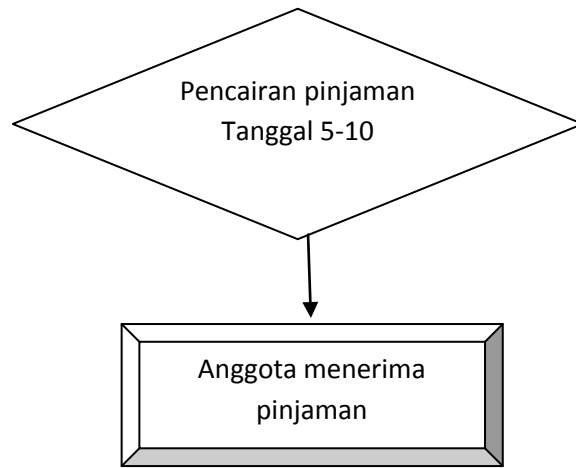 Pencairan pinjaman
Tanggal 5-10
Anggota menerima
pinjaman